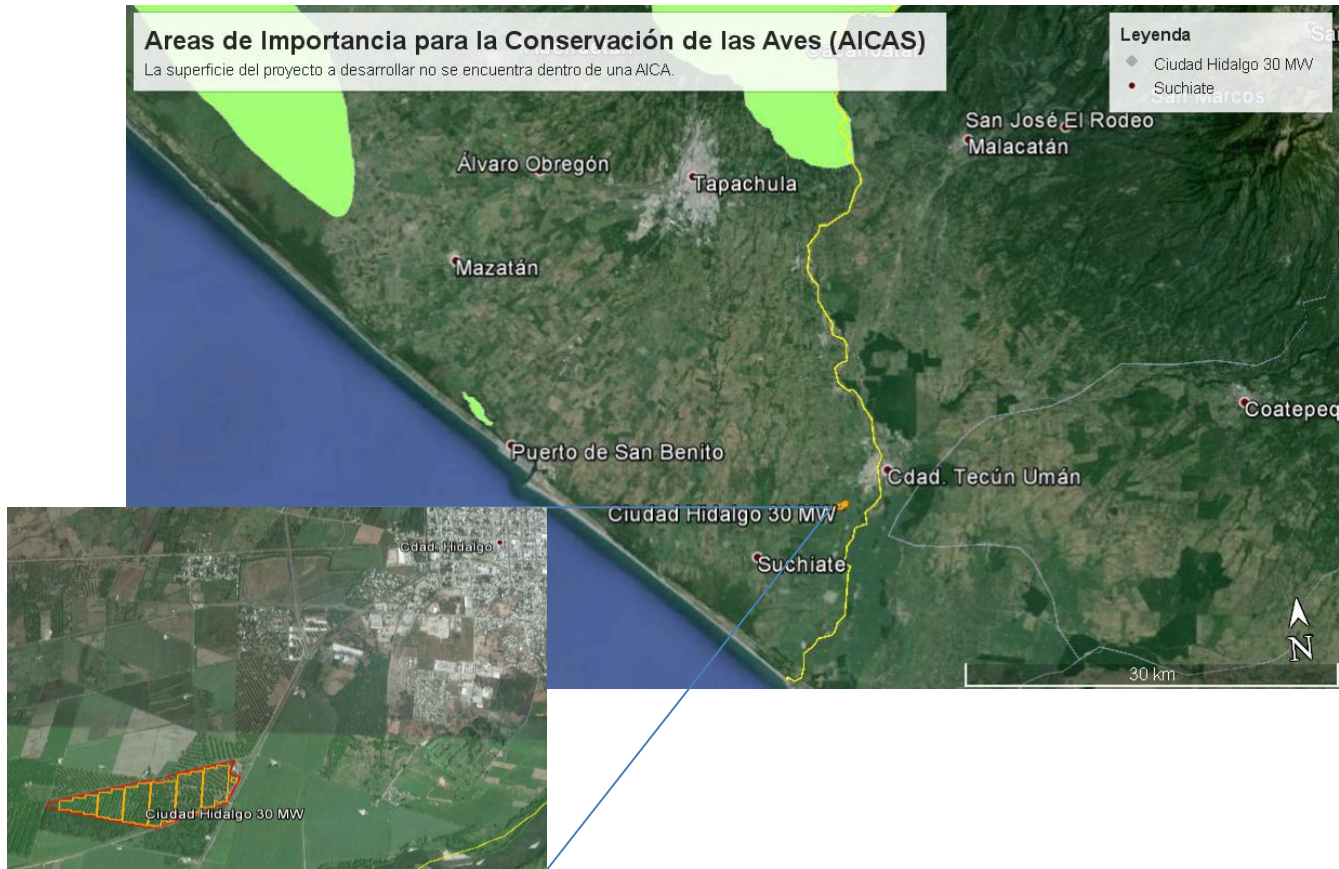 Areas de Importancia para la Conservación de las Aves (AICAS)
La superficie del proyecto a desarrollar no se encuentra dentro de una AICA.
Leyenda
Ciudad Hidalgo 30 MW
Suchiate
San Marcos
San José El Rodeo
Malacatán
Álvaro Obregón
Tapachula
Mazatán
Coatepeq
Puerto de San Benito
Cdad. Tecún Umán
Ciudad Hidalgo 30 MW
Suchiate
N
30 km
Cdad. Hidalgo
Ciudad Hidalgo 30 MW